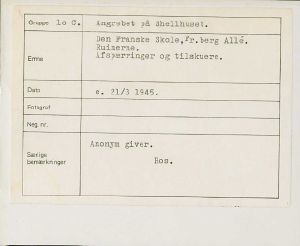 Gruppe 10 C. Angrebet på Shellhuset.
Emne Den Franske Skole, Fr.berg Allé.
Ruinerne.
Afspærringer og tilskuere.
Dato c. 21/3 1945.
Fotograf
Neg. nr.
Særlige bemærkninger Anonym giver.
Bos.